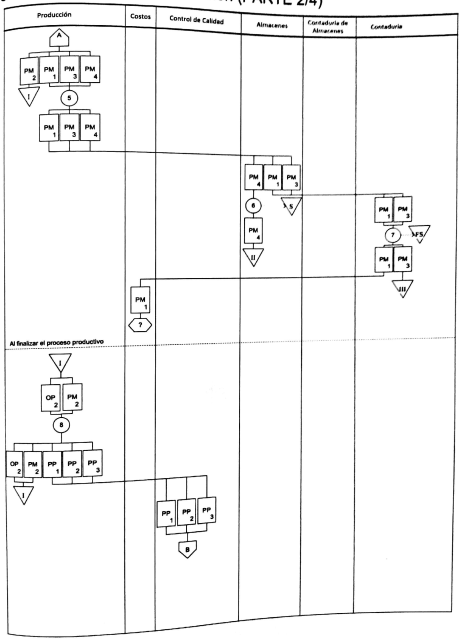 (PARTE 2/4)
Producción
Costos
Control de Calidad
Almacenes
Contaduría de
Almacenes
Contaduría
A
PM 2
PM 1
PM 3
PM 4
I
5
PM 1
PM 3
PM 4
PM 4
PM 1
PM 3
6
S
PM 4
II
PM 1
PM 3
7
FS
PM 1
PM 3
III
PM 1
?
Al finalizar el proceso productivo
I
OP 2
PM 2
8
OP 2
PM 2
PP 1
PP 2
PP 3
I
PP 1
PP 2
PP 3
B